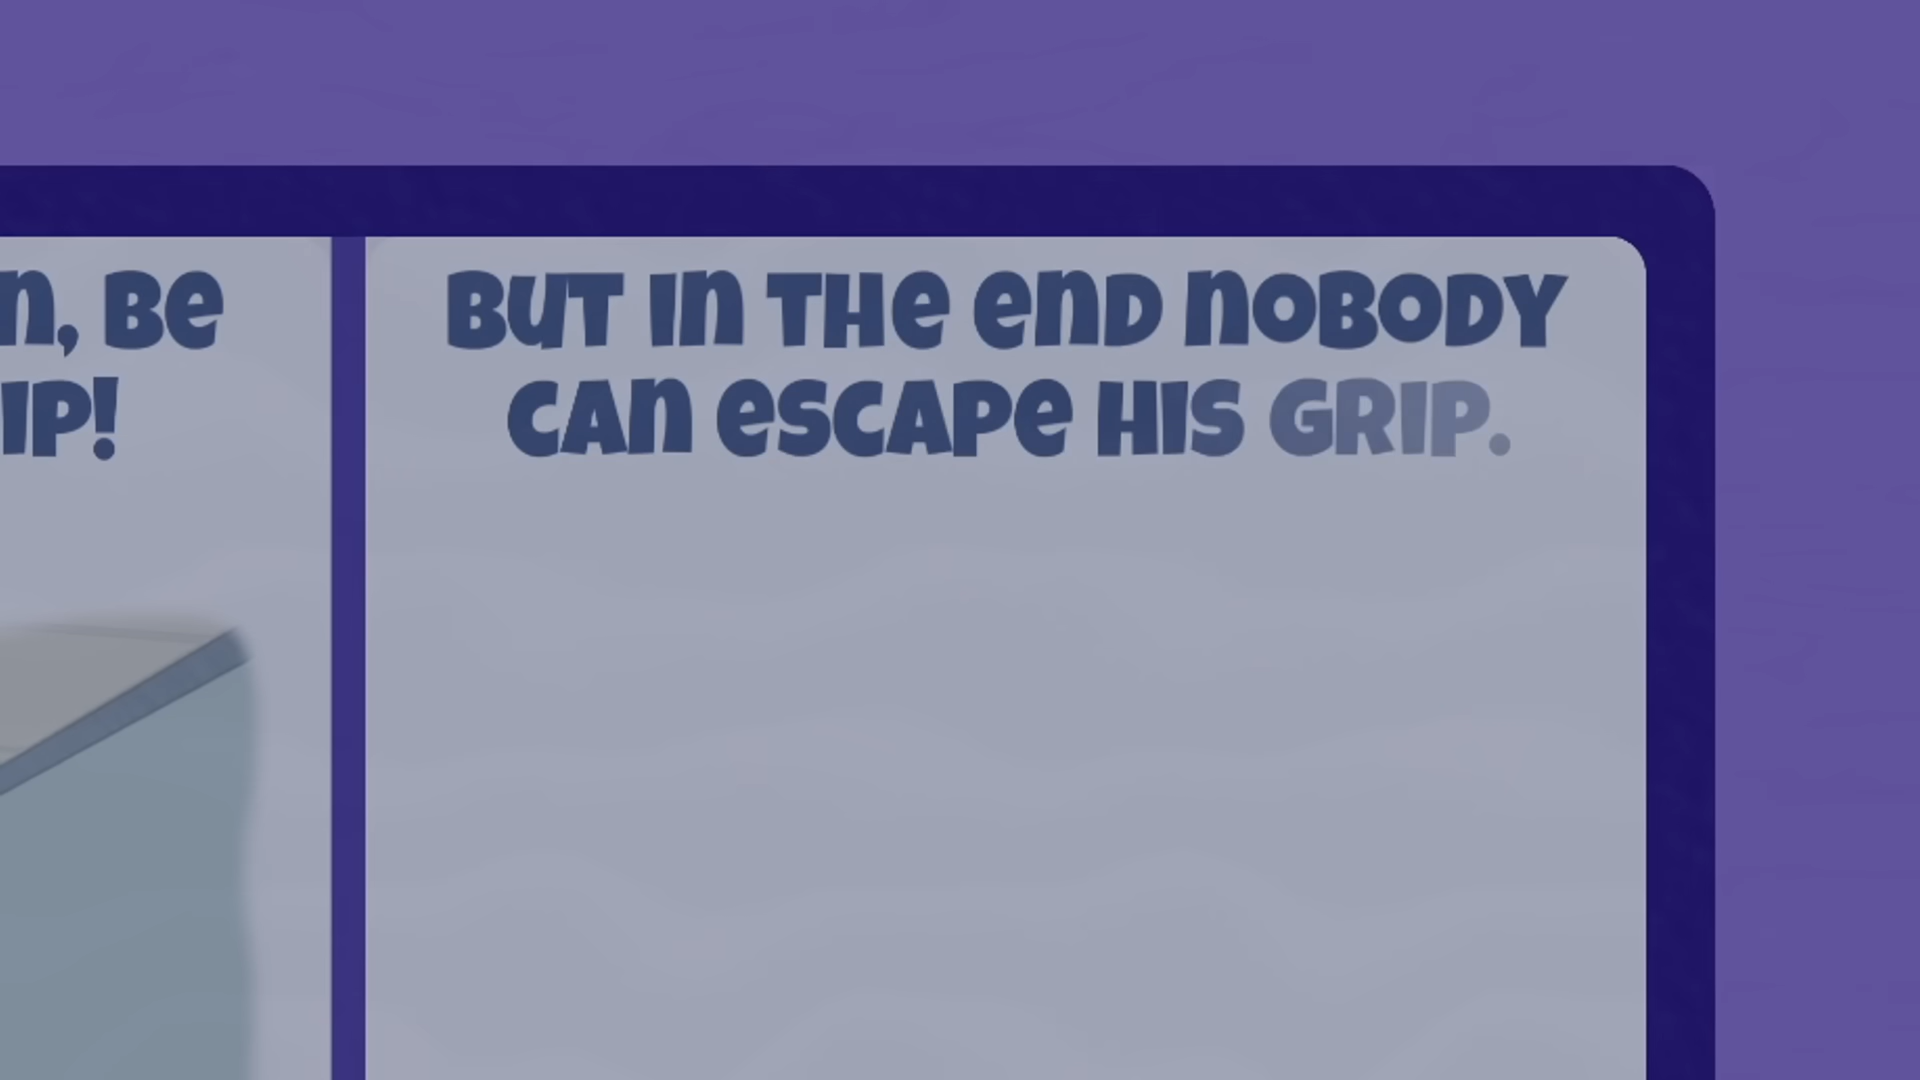 n, Be
IP!
BUT In THe enD nOBODY
CAn eSCAPe HIS GRIP.